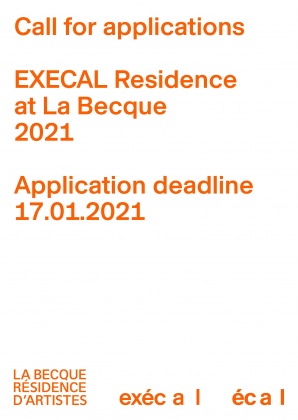 Call for applications
EXECAL Residence
at La Becque
2021
Application deadline
17.01.2021
LA BECQUE
RÉSIDENCE
D'ARTISTES
exéc a l
éc a l